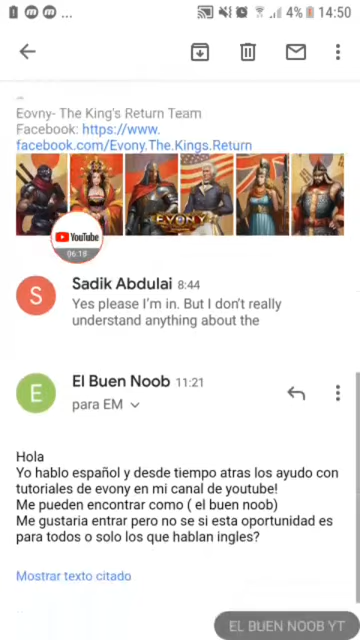 4% 14:50
Eovny- The King's Return Team
Facebook: https://www.
facebook.com/Evony.The.Kings.Return
EVONY
YouTube
06:18
S
Sadik Abdulai 8:44
Yes please I'm in. But I don't really
understand anything about the
E
El Buen Noob 11:21
para EM
Hola
Yo hablo español y desde tiempo atras los ayudo con
tutoriales de evony en mi canal de youtube!
Me pueden encontrar como ( el buen noob)
Me gustaria entrar pero no se si esta oportunidad es
para todos o solo los que hablan ingles?
Mostrar texto citado
EL BUEN NOOB YT